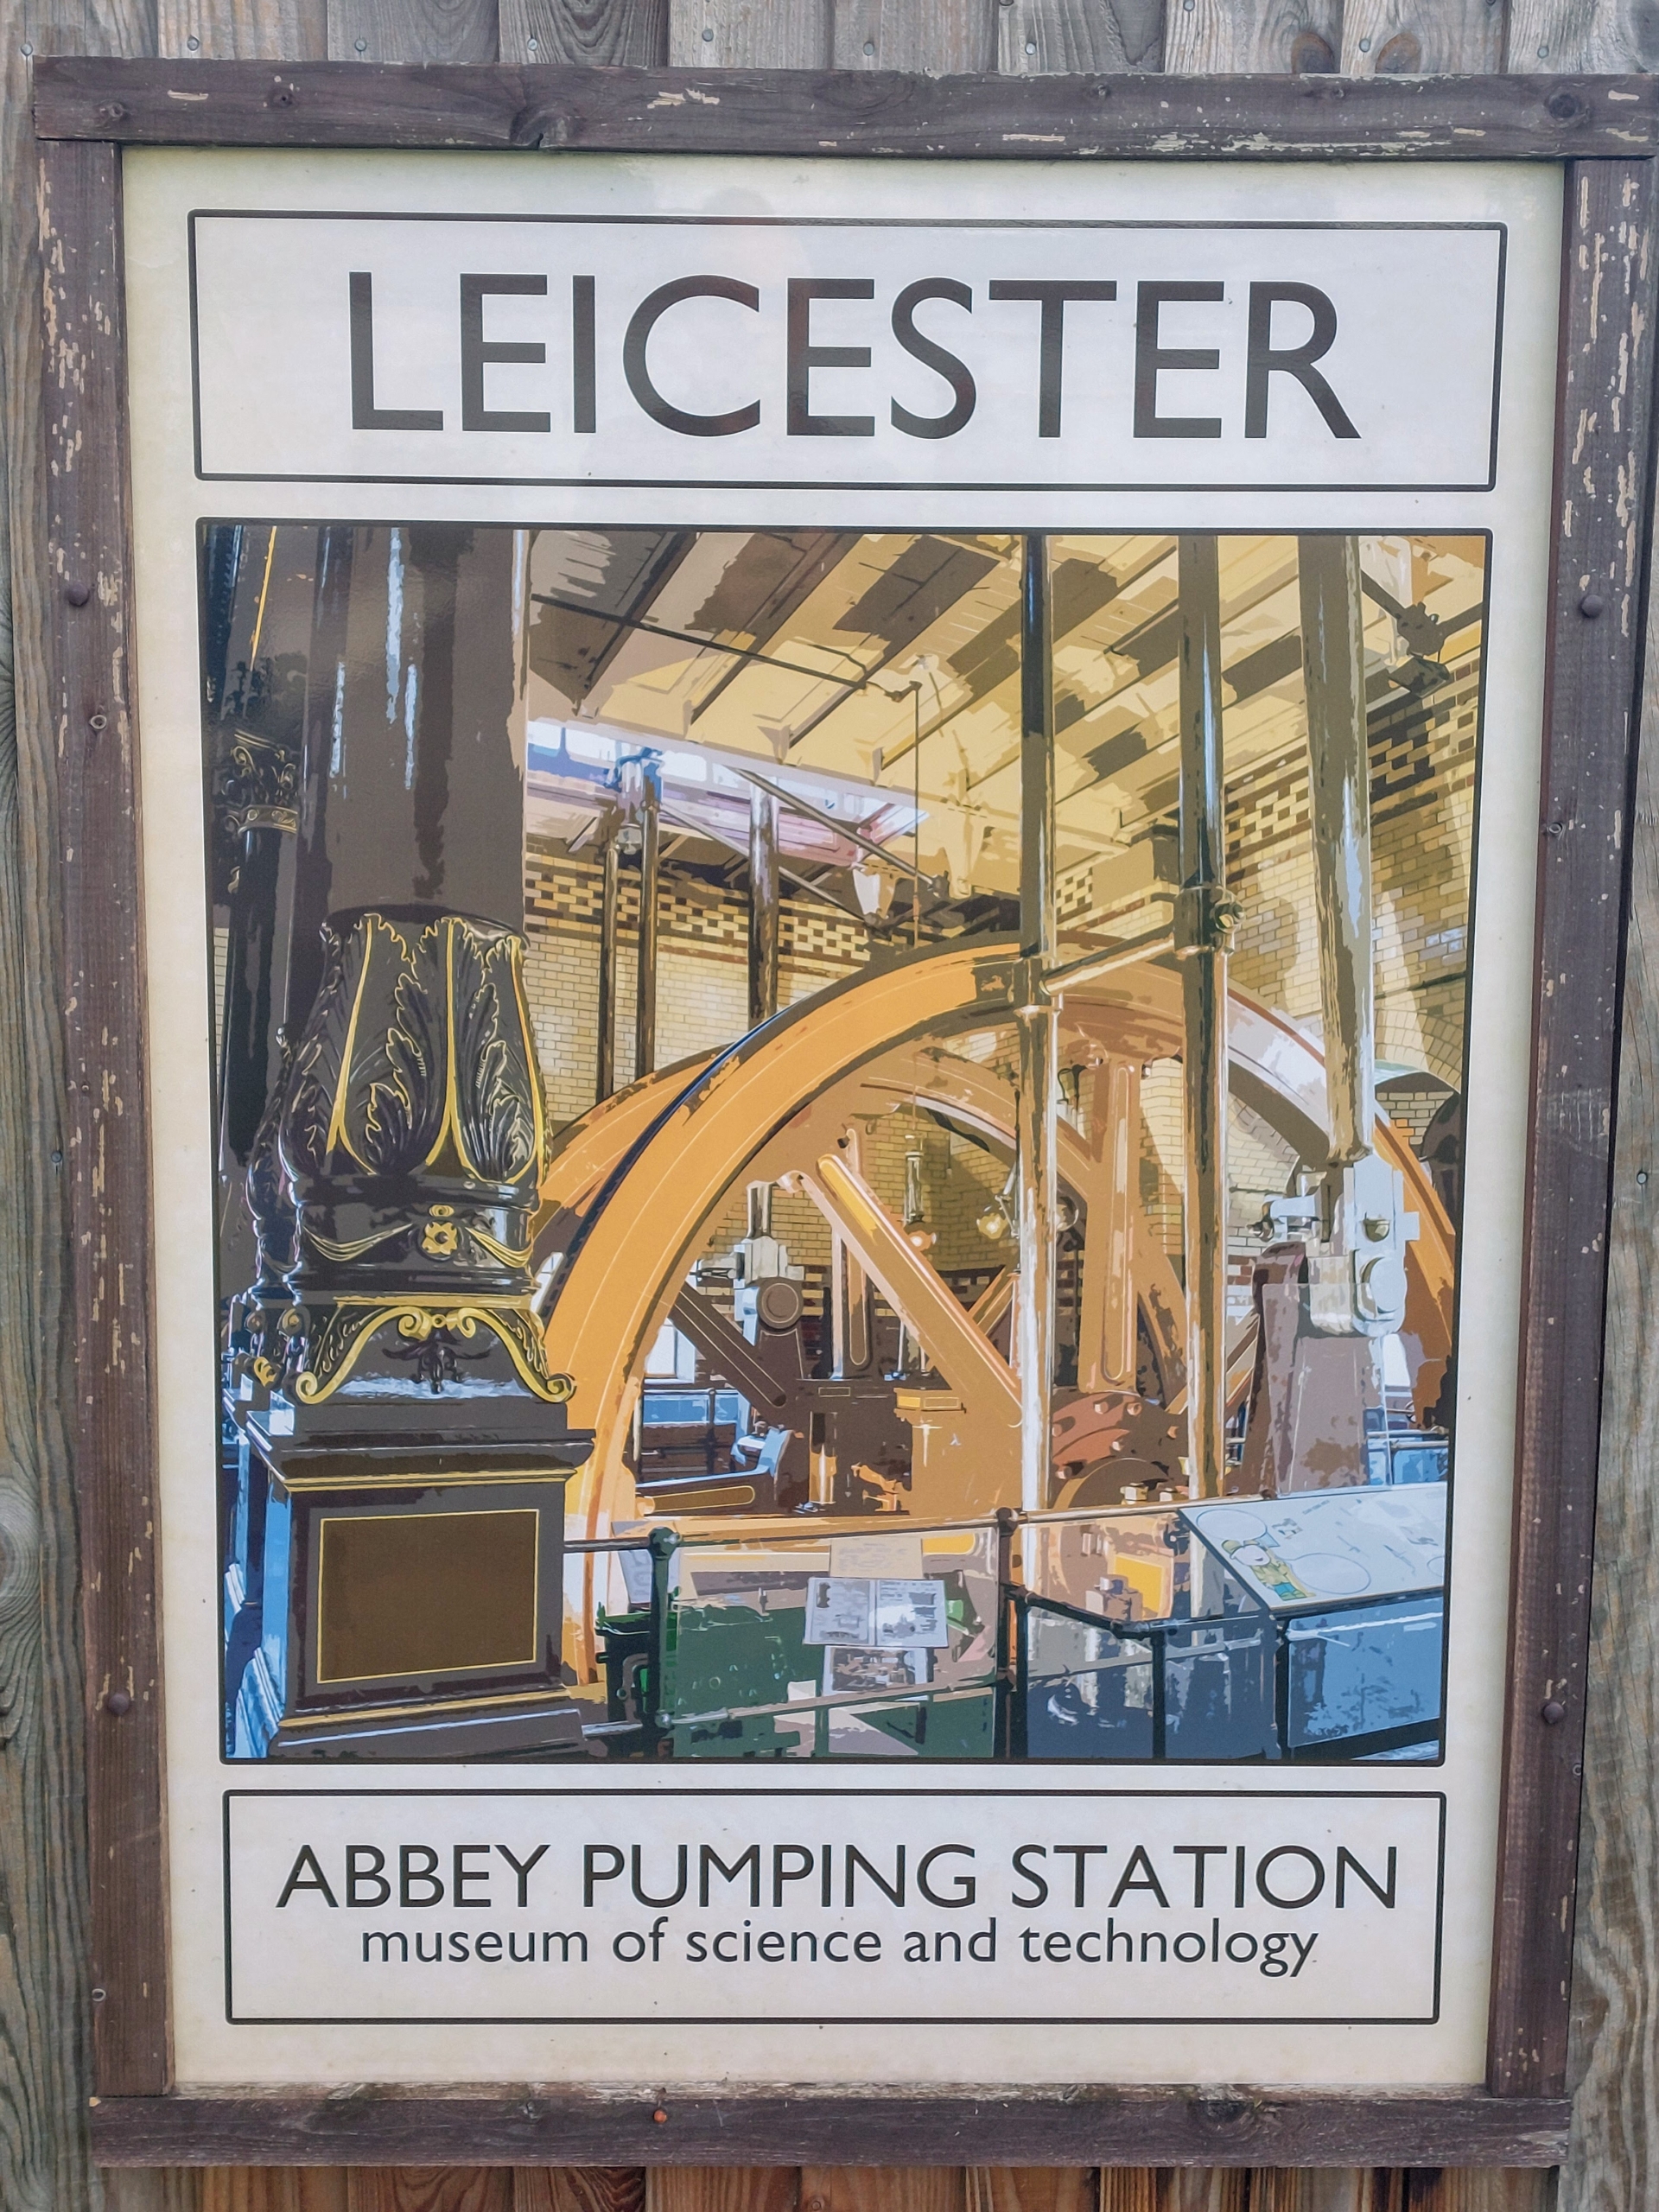 LEICESTER
ABBEY PUMPING STATION
museum of science and technology